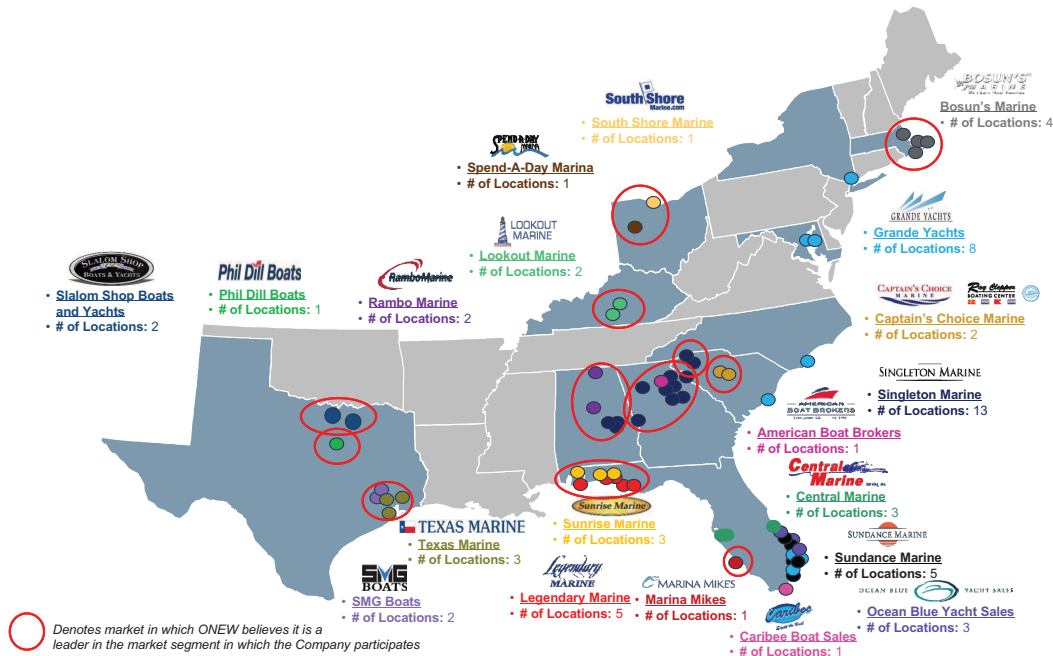 BOSUN'S
MARINE
Bosun's Marine
• # of Locations: 4
South Shore
Marine.com
• South Shore Marine
• # of Locations: 1
SPEND-A-DAY
MARINA
• Spend-A-Day Marina
• # of Locations: 1
LOOKOUT
MARINE
• Lookout Marine
• # of Locations: 2
GRANDE YACHTS
• Grande Yachts
• # of Locations: 8
SLALOM SHOP
BOATS & YACHTS
• Slalom Shop Boats
and Yachts
• # of Locations: 2
Phil Dill Boats
• Phil Dill Boats
• # of Locations: 1
RamboMarine
• Rambo Marine
• # of Locations: 2
CAPTAIN'S CHOICE
MARINE
Ray Clepper
BOATING CENTER
• Captain's Choice Marine
• # of Locations: 2
SINGLETON MARINE
• Singleton Marine
• # of Locations: 13
AMERICAN
BOAT BROKERS
• American Boat Brokers
• # of Locations: 1
Central
Marine
• Central Marine
• # of Locations: 3
SUNDANCE MARINE
• Sundance Marine
• # of Locations: 5
OCEAN BLUE YACHT SALES
• Ocean Blue Yacht Sales
• # of Locations: 3
Sunrise Marine
• Sunrise Marine
• # of Locations: 3
TEXAS MARINE
• Texas Marine
• # of Locations: 3
SMG
BOATS
• SMG Boats
• # of Locations: 2
Legendary
MARINE
• Legendary Marine
• # of Locations: 5
MARINA MIKE'S
• Marina Mikes
• # of Locations: 1
Caribee
• Caribee Boat Sales
• # of Locations: 1
Denotes market in which ONEW believes it is a
leader in the market segment in which the Company participates